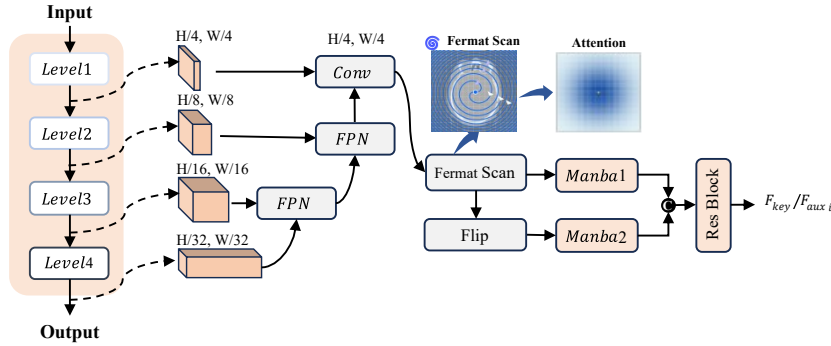 Input
Level1
Level2
Level3
Level4
Output
H/4, W/4
H/8, W/8
H/16, W/16
H/32, W/32
H/4, W/4
Conv
FPN
FPN
Fermat Scan
Attention
Fermat Scan
Flip
Manba1
Manba2
C
Res Block
F_key/F_aux i